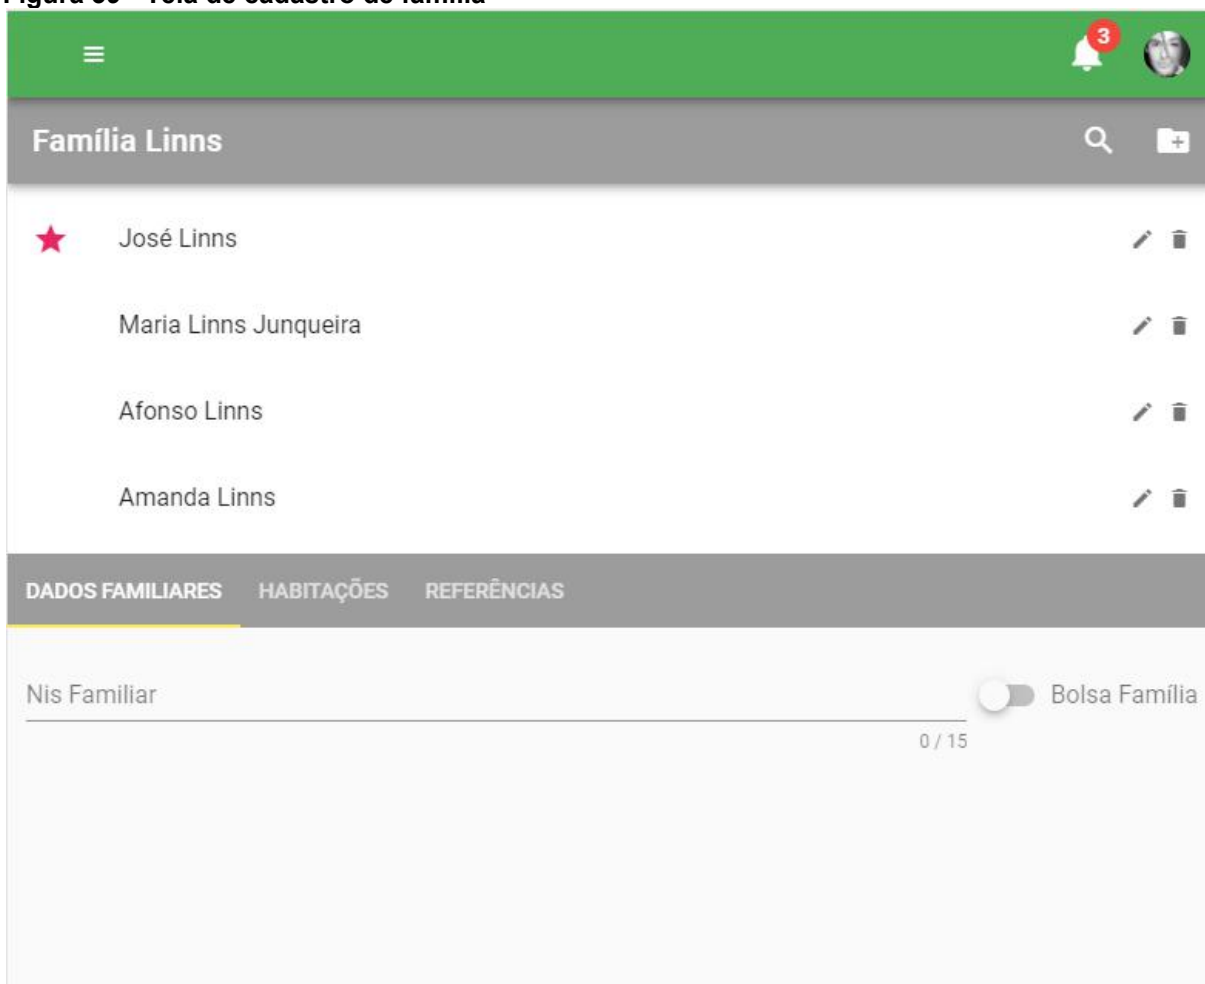 3
Família Linns
José Linns
Maria Linns Junqueira
Afonso Linns
Amanda Linns
DADOS FAMILIARES HABITAÇÕES REFERÊNCIAS
Nis Familiar Bolsa Família
0 / 15